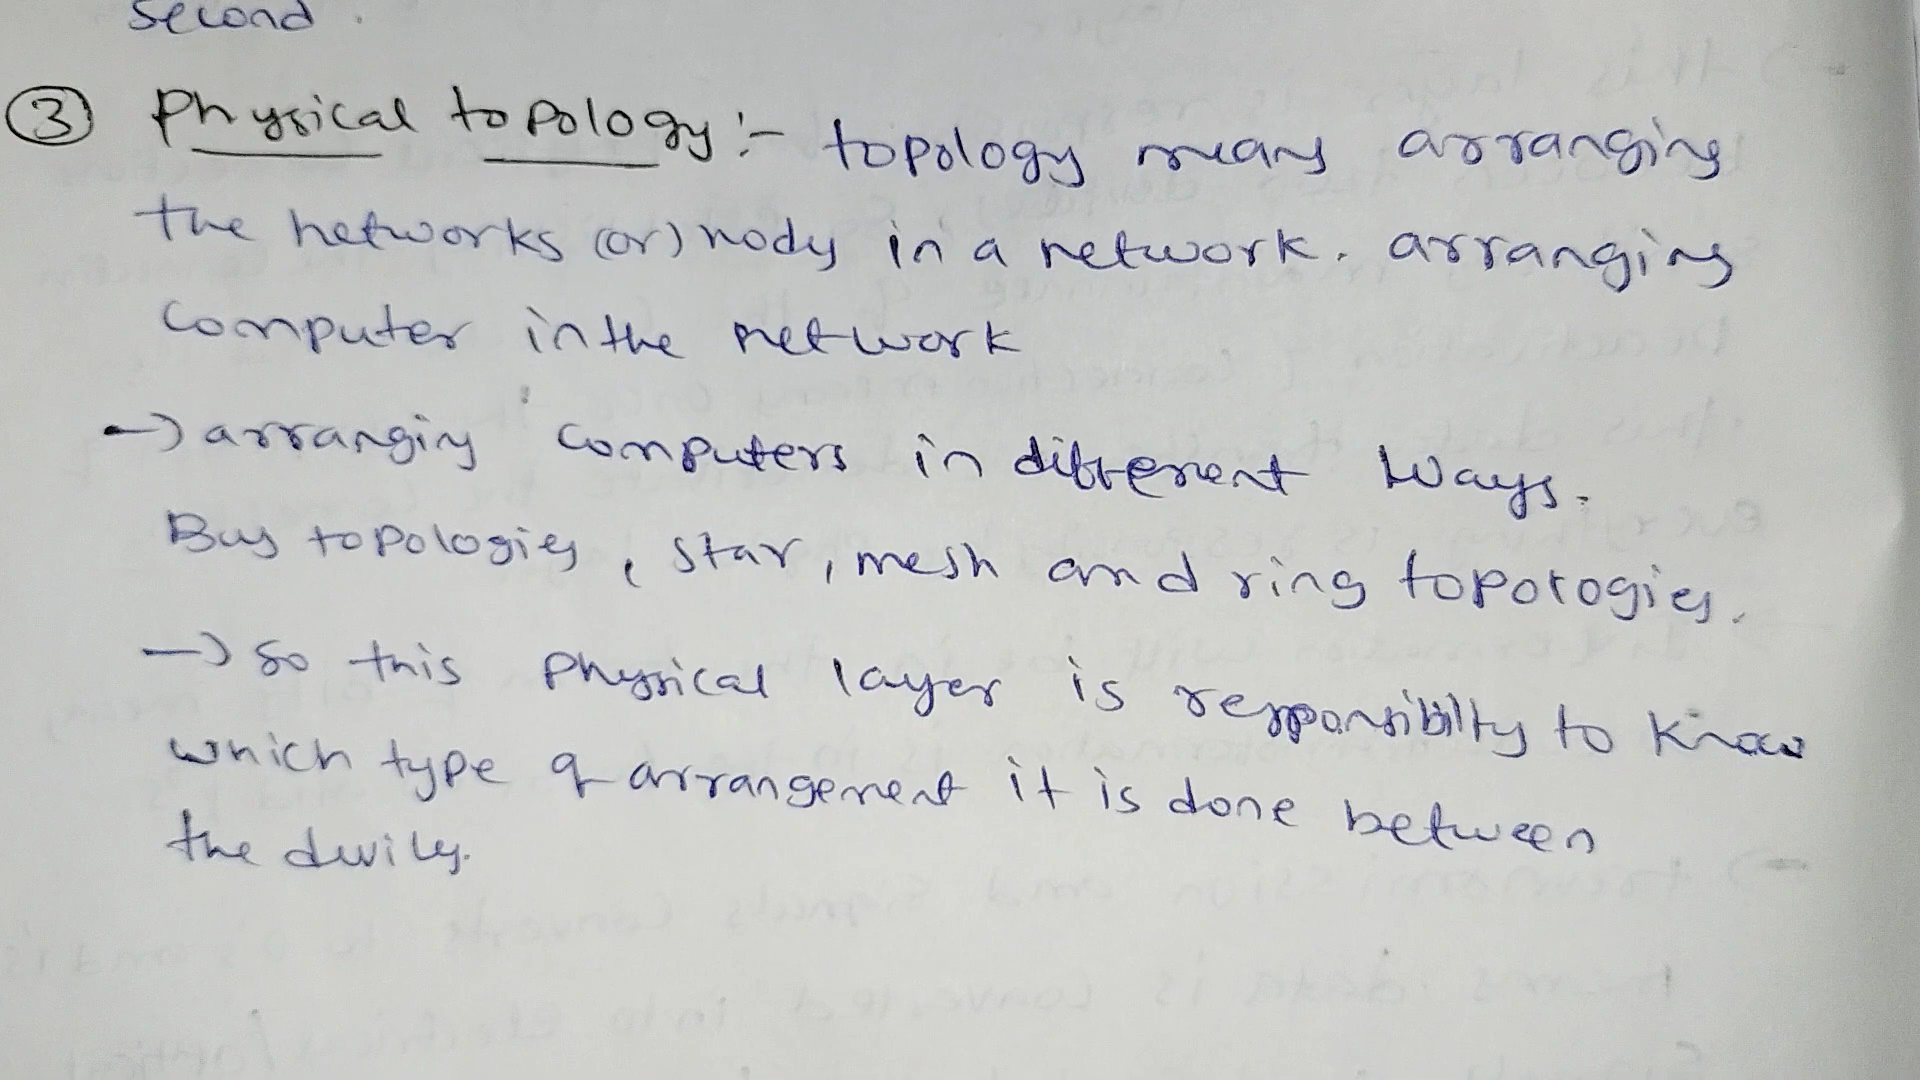 second.
③ Physical topology :- topology means arranging
the networks (or) nodes in a network. arranging
computer in the network
→ arranging computers in different ways.
Bus topologies, star, mesh and ring topologies.
→ so this physical layer is responsibilty to know
which type of arrangement it is done between
the devices.